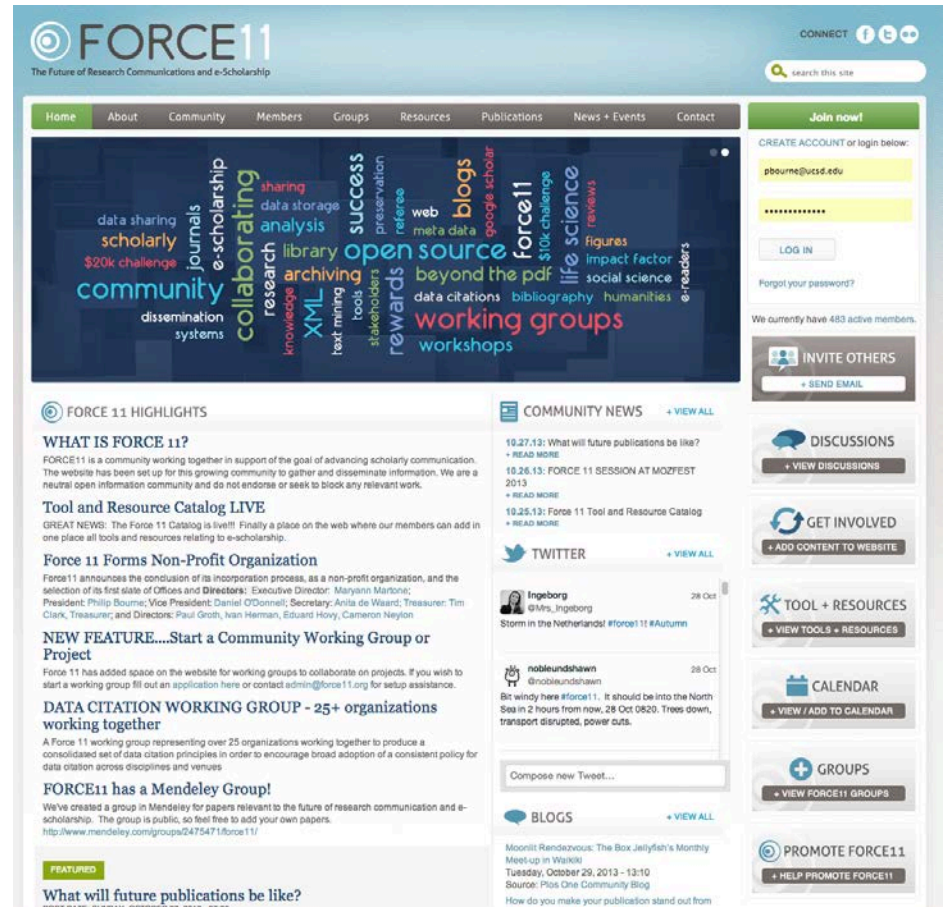 FORCE11
The Future of Research Communications and e-Scholarship
CONNECT
search this site
Home About Community Members Groups Resources Publications News + Events Contact
data sharing
scholarly
$20k challenge
community
dissemination
systems
journals
e-scholarship
collaborating
sharing
data storage
analysis
library
archiving
research
knowledge
XML
text mining
tools
stakeholders
rewards
success
preservation
referee
web
meta data
blogs
google scholar
open source
beyond the pdf
data citations
bibliography
humanities
working groups
workshops
force11
$10k challenge
life science
reviews
figures
impact factor
social science
e-readers
Join now!
CREATE ACCOUNT or login below:
pbourne@ucsd.edu
•••••••••••••
LOG IN
Forgot your password?
We currently have 483 active members.
INVITE OTHERS
+ SEND EMAIL
DISCUSSIONS
+ VIEW DISCUSSIONS
GET INVOLVED
+ ADD CONTENT TO WEBSITE
TOOL + RESOURCES
+ VIEW TOOLS + RESOURCES
CALENDAR
+ VIEW / ADD TO CALENDAR
GROUPS
+ VIEW FORCE11 GROUPS
PROMOTE FORCE11
+ HELP PROMOTE FORCE11
FORCE 11 HIGHLIGHTS
WHAT IS FORCE 11?
FORCE11 is a community working together in support of the goal of advancing scholarly communication.
The website has been set up for this growing community to gather and disseminate information. We are a
neutral open information community and do not endorse or seek to block any relevant work.
Tool and Resource Catalog LIVE
GREAT NEWS: The Force 11 Catalog is live!!! Finally a place on the web where our members can add in
one place all tools and resources relating to e-scholarship.
Force 11 Forms Non-Profit Organization
Force11 announces the conclusion of its incorporation process, as a non-profit organization, and the
selection of its first slate of Offices and Directors: Executive Director: Maryann Martone;
President: Philip Bourne; Vice President: Daniel O'Donnell; Secretary: Anita de Waard; Treasurer: Tim
Clark, Treasurer; and Directors: Paul Groth, Ivan Herman, Eduard Hovy, Cameron Neylon
NEW FEATURE....Start a Community Working Group or
Project
Force 11 has added space on the website for working groups to collaborate on projects. If you wish to
start a working group fill out an application here or contact admin@force11.org for setup assistance.
DATA CITATION WORKING GROUP - 25+ organizations
working together
A Force 11 working group representing over 25 organizations working together to produce a
consolidated set of data citation principles in order to encourage broad adoption of a consistent policy for
data citation across disciplines and venues
FORCE11 has a Mendeley Group!
We've created a group in Mendeley for papers relevant to the future of research communication and e-
scholarship. The group is public, so feel free to add your own papers.
http://www.mendeley.com/groups/2475471/force11/
FEATURED
What will future publications be like?
COMMUNITY NEWS + VIEW ALL
10.27.13: What will future publications be like?
+ READ MORE
10.26.13: FORCE 11 SESSION AT MOZFEST
2013
+ READ MORE
10.25.13: Force 11 Tool and Resource Catalog
+ READ MORE
TWITTER + VIEW ALL
Ingeborg 28 Oct
@Mrs_Ingeborg
Storm in the Netherlands! #force11! #Autumn
nobleundshawn 28 Oct
@nobleundshawn
Bit windy here #force11. It should be into the North
Sea in 2 hours from now, 28 Oct 0820. Trees down,
transport disrupted, power cuts.
Compose new Tweet...
BLOGS + VIEW ALL
Moonlit Rendezvous: The Box Jellyfish's Monthly
Meet-up in Waikiki
Tuesday, October 29, 2013 - 13:10
Source: Plos One Community Blog
How do you make your publication stand out from